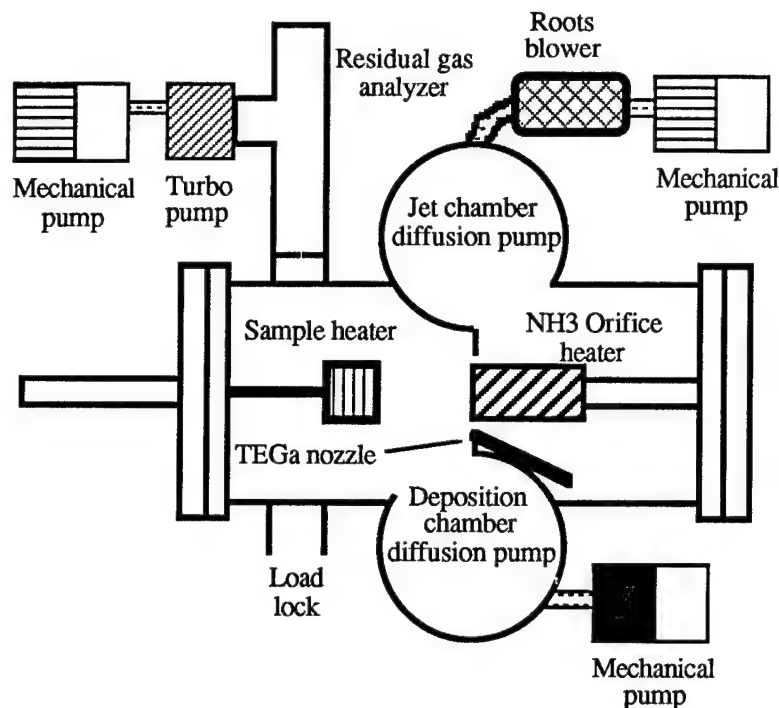 Roots
blower
Residual gas
analyzer
Mechanical
pump
Turbo
pump
Mechanical
pump
Jet chamber
diffusion pump
Sample heater
NH3 Orifice
heater
TEGa nozzle
Deposition
chamber
diffusion pump
Load
lock
Mechanical
pump